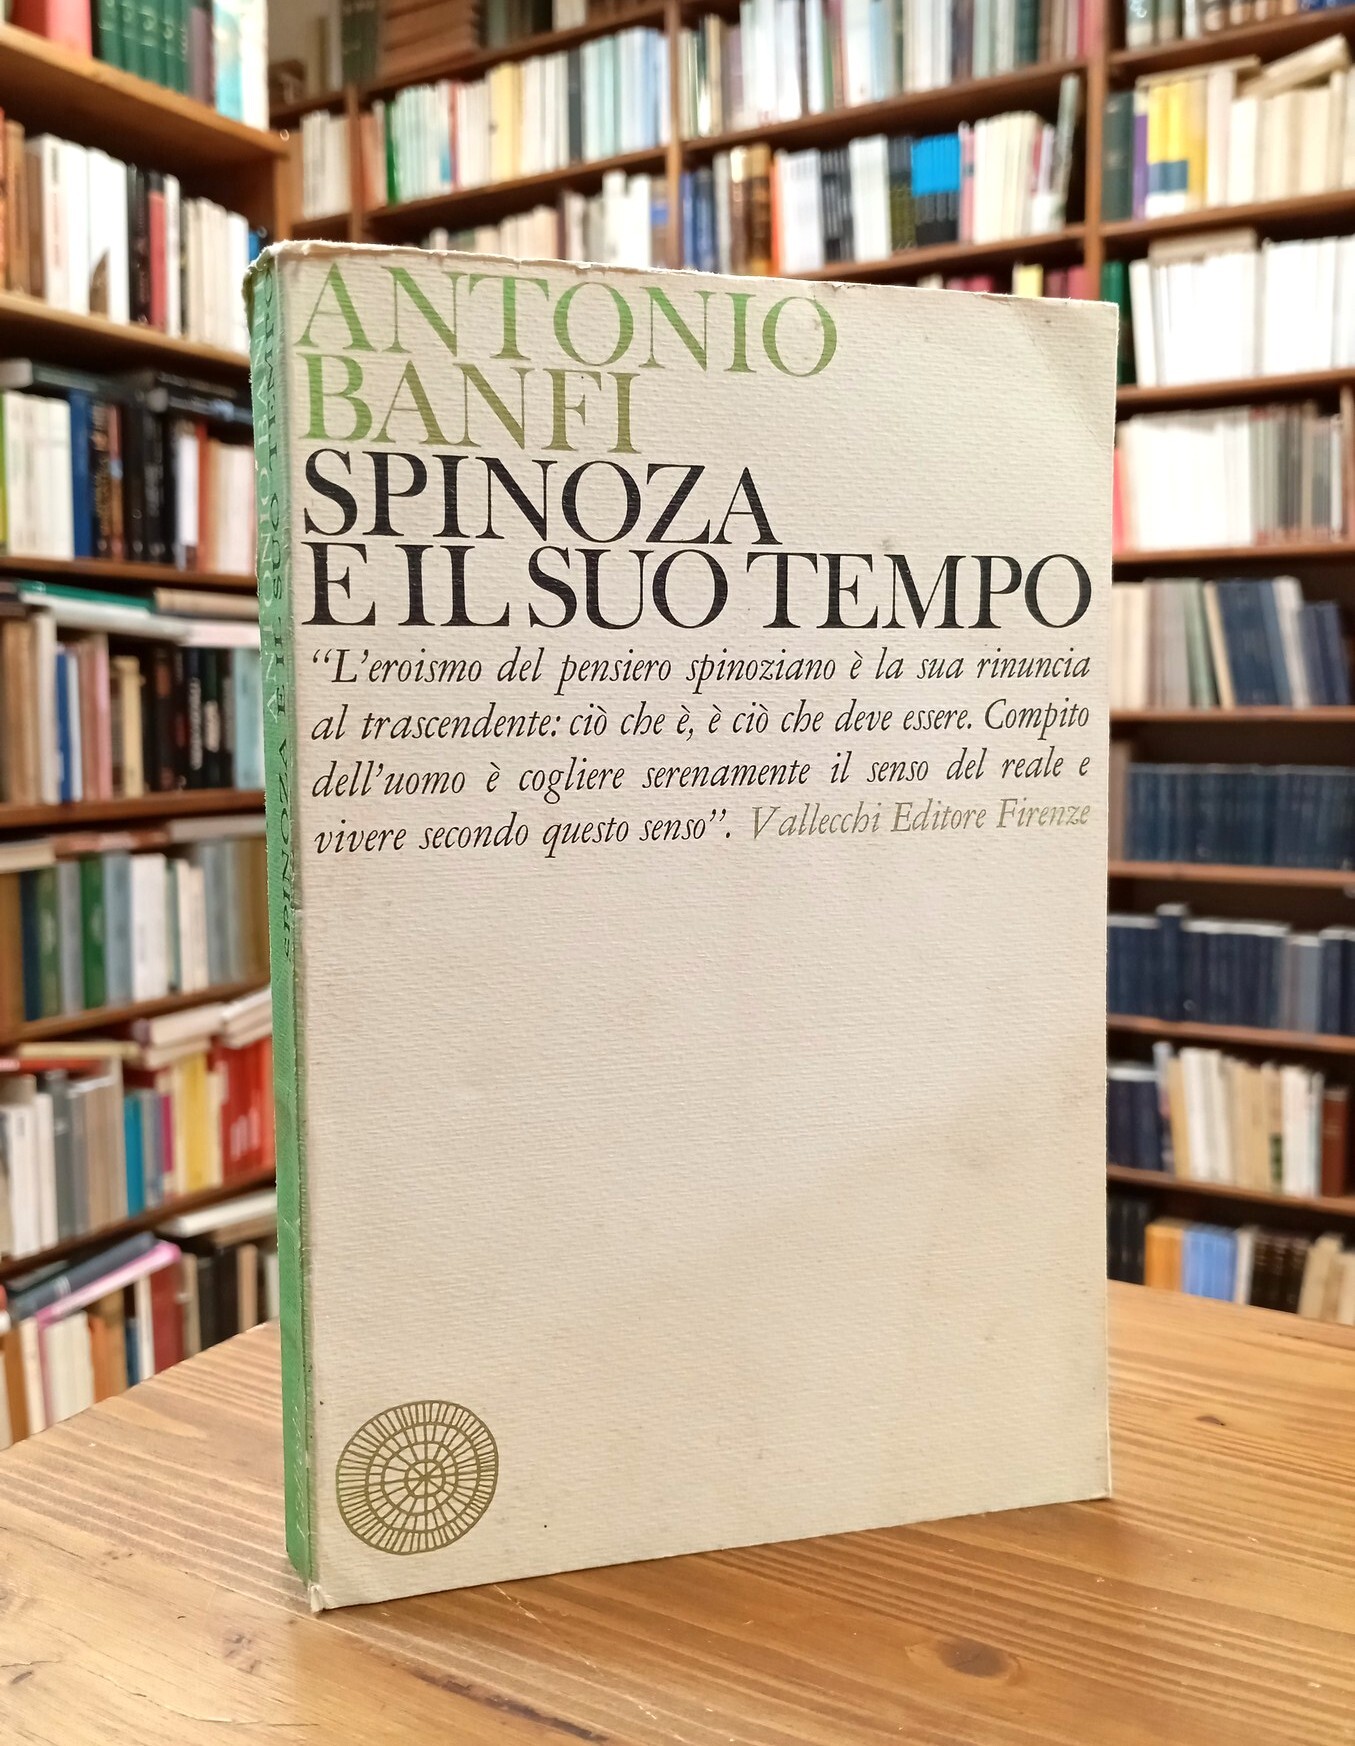 ANTONIO
BANFI
SPINOZA
E IL SUO TEMPO
“L’eroismo del pensiero spinoziano è la sua rinuncia
al trascendente: ciò che è, è ciò che deve essere. Compito
dell’uomo è cogliere serenamente il senso del reale e
vivere secondo questo senso”. Vallecchi Editore Firenze
ANTONIO BANFI
SPINOZA E IL SUO TEMPO